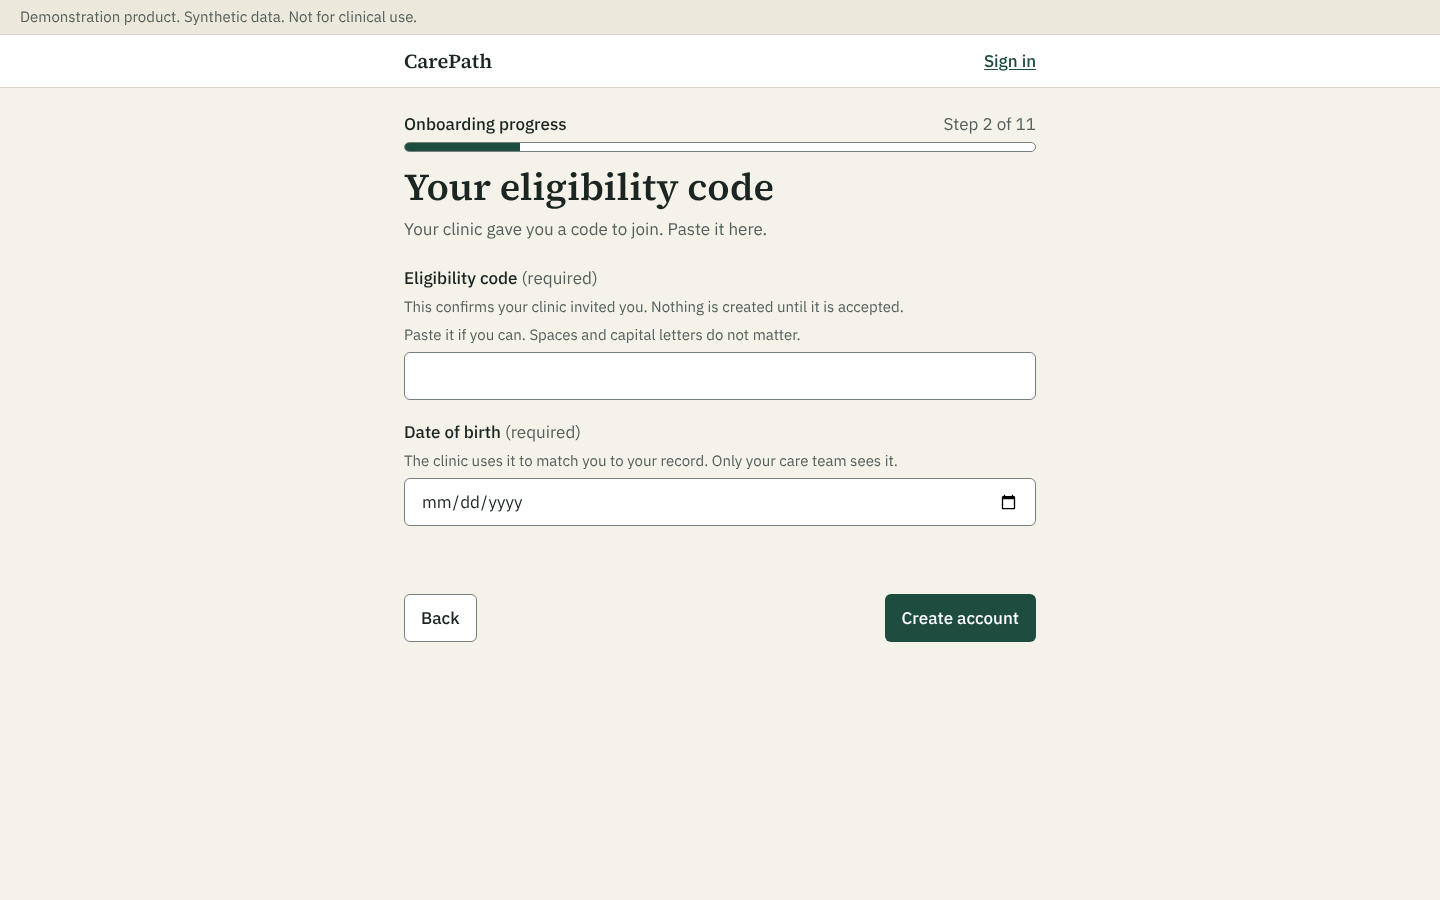 Demonstration product. Synthetic data. Not for clinical use.
CarePath
Sign in
Onboarding progress
Step 2 of 11
Your eligibility code
Your clinic gave you a code to join. Paste it here.
Eligibility code (required)
This confirms your clinic invited you. Nothing is created until it is accepted.
Paste it if you can. Spaces and capital letters do not matter.
Date of birth (required)
The clinic uses it to match you to your record. Only your care team sees it.
mm/dd/yyyy
Back
Create account